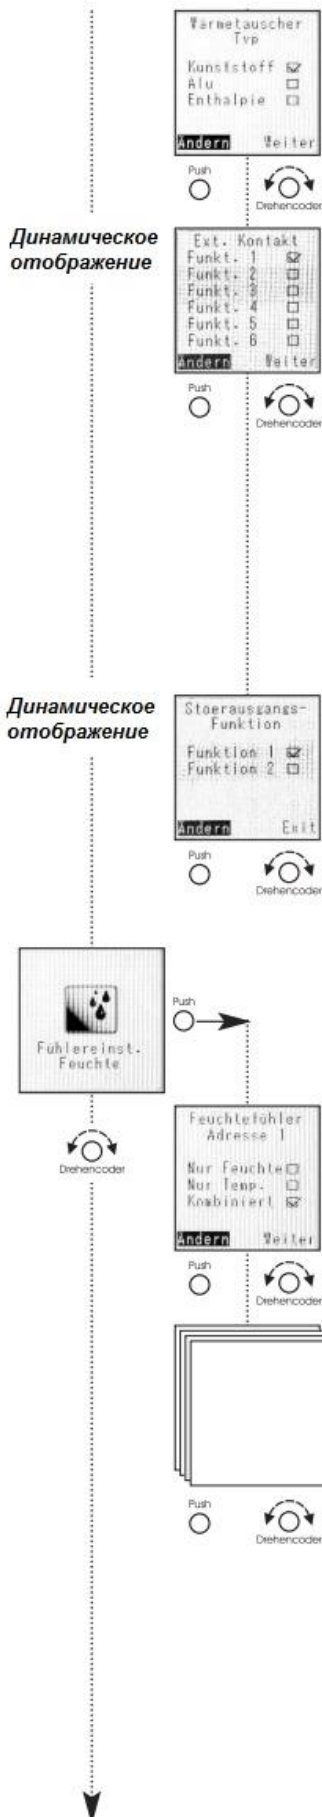 Wärmetauscher
Typ
Kunststoff
Alu
Enthalpie
Ändern Weiter
Push
Drehencoder
Динамическое
отображение
Ext. Kontakt
Funkt. 1
Funkt. 2
Funkt. 3
Funkt. 4
Funkt. 5
Funkt. 6
Ändern Weiter
Push
Drehencoder
Динамическое
отображение
Stoerausgangs-
Funktion
Funktion 1
Funktion 2
Ändern Exit
Push
Drehencoder
Fühlereinst.
Feuchte
Push
Drehencoder
Feuchtefühler
Adresse 1
Nur Feuchte
Nur Temp.
Kombiniert
Ändern Weiter
Push
Drehencoder
Push
Drehencoder